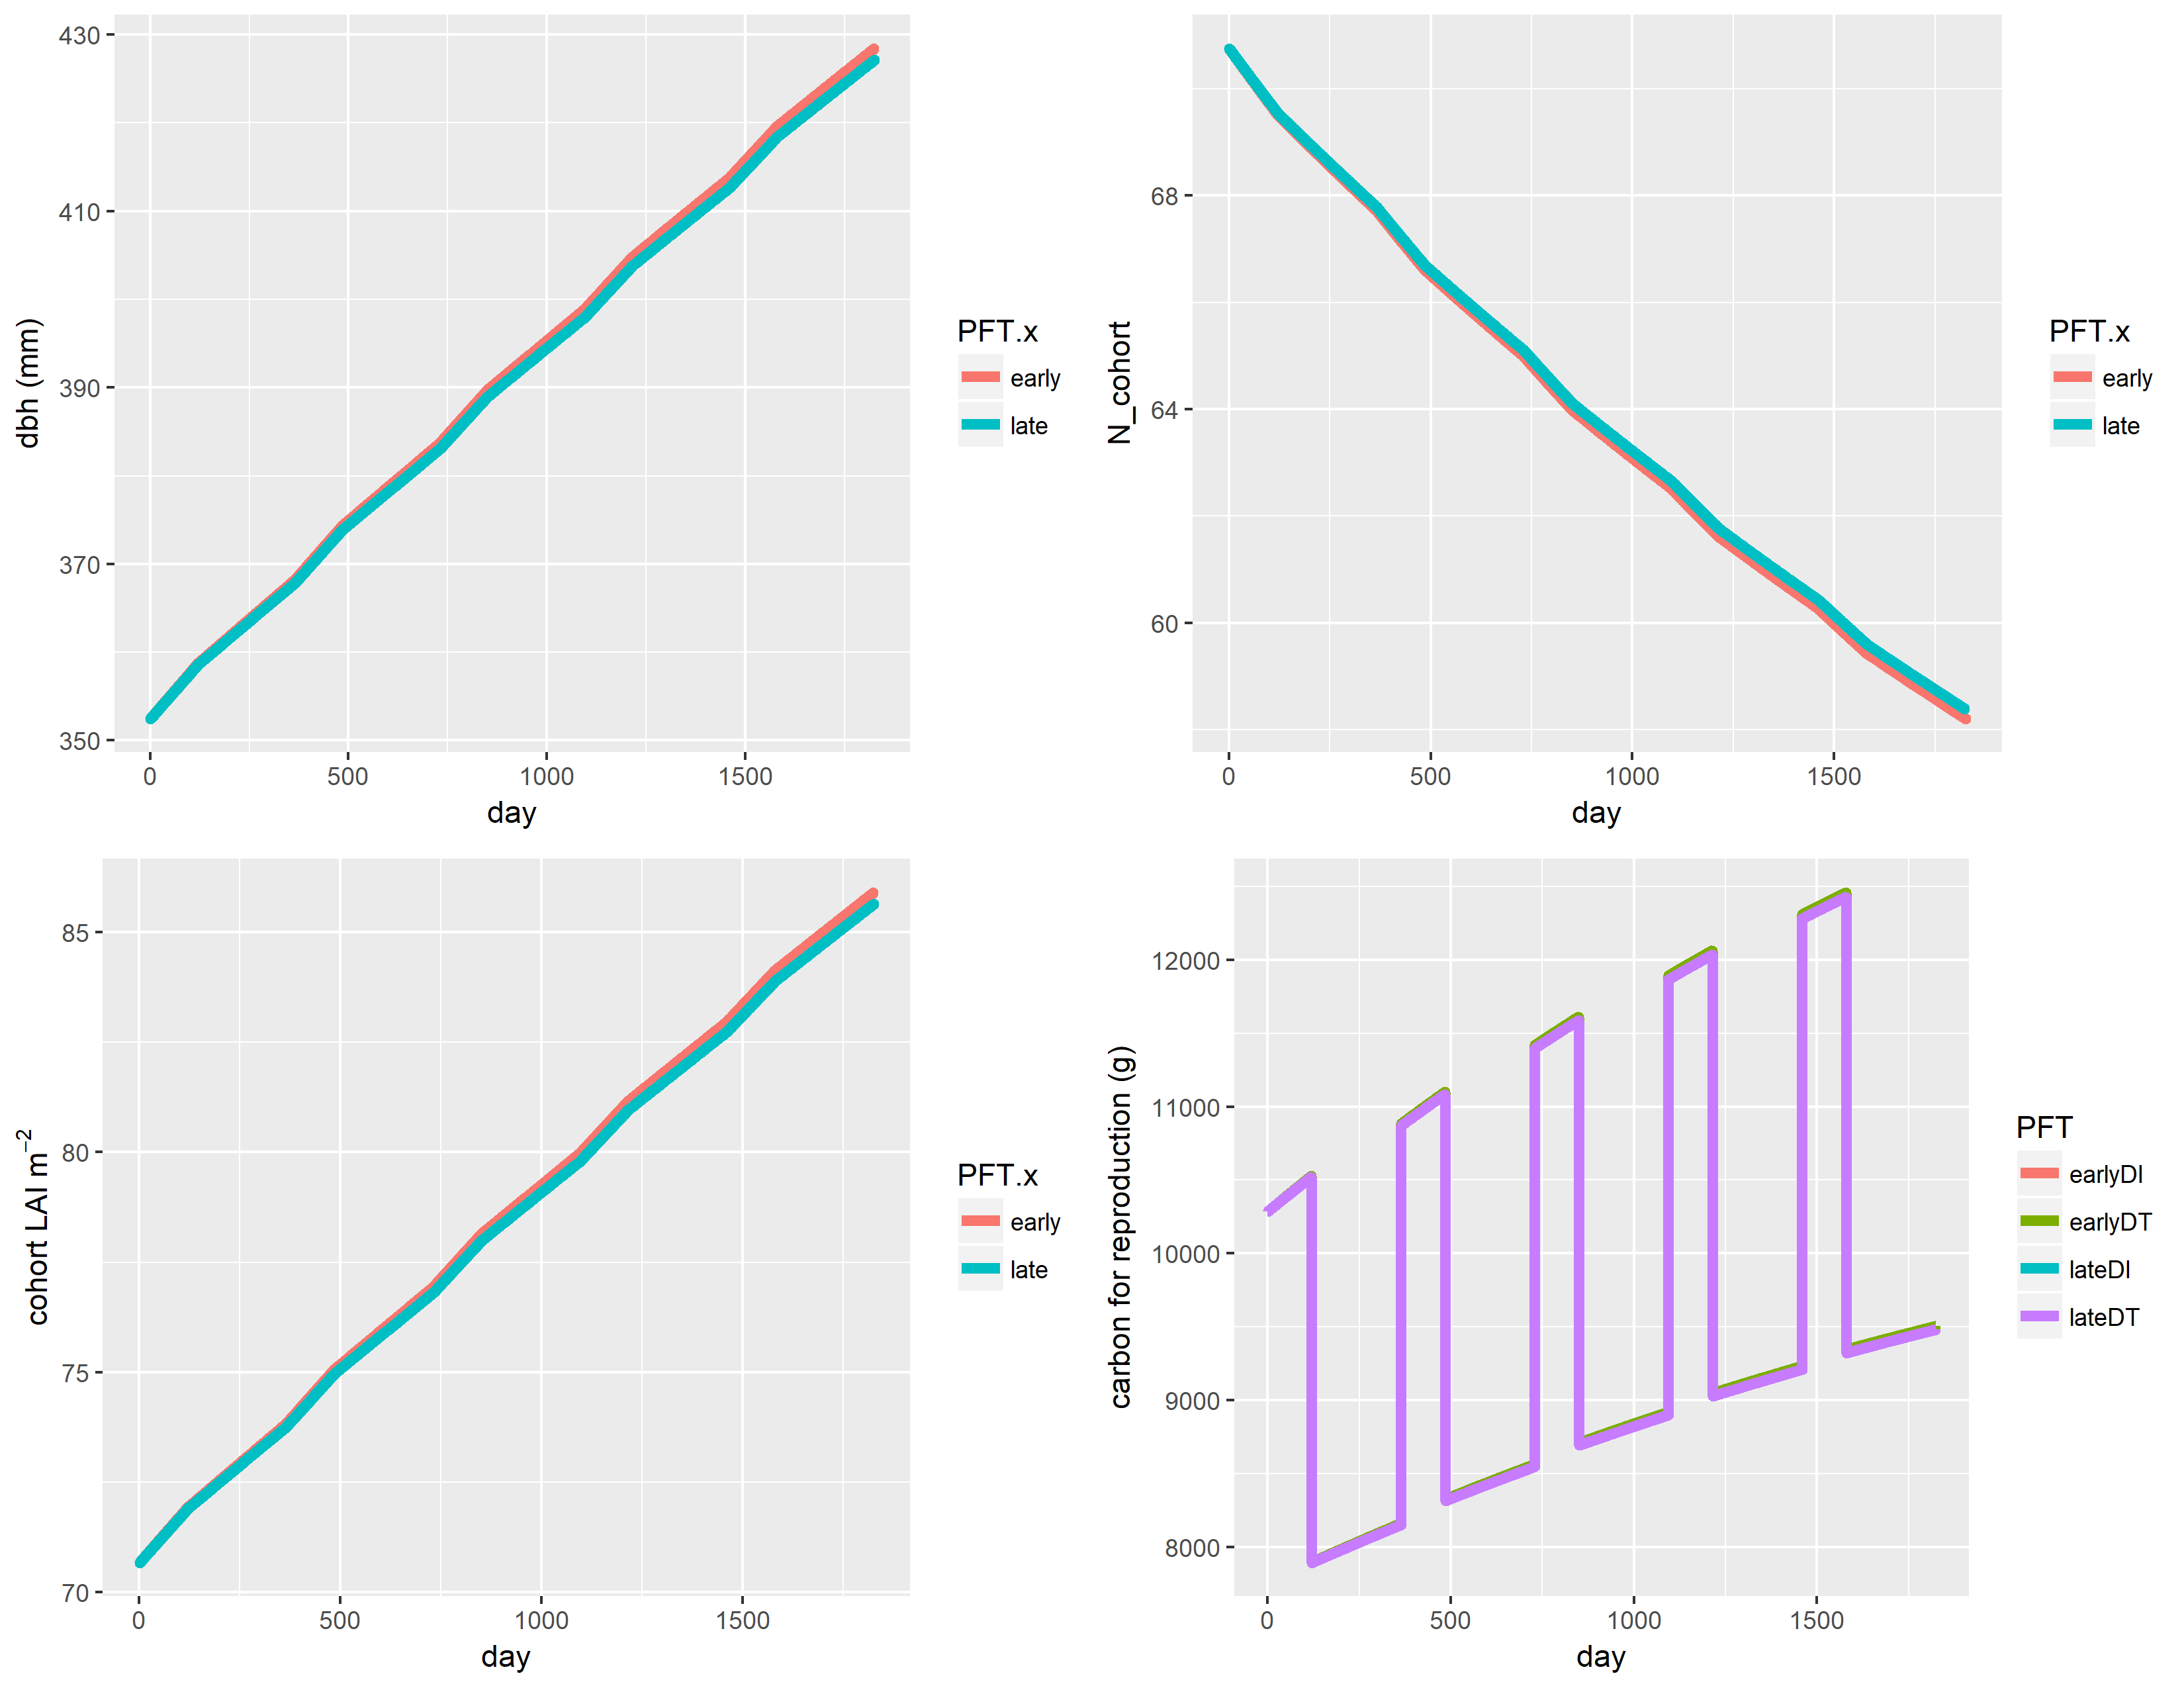 430
410
390
370
350
dbh (mm)
0 500 1000 1500
day
PFT.x
early
late
68
64
60
N_cohort
0 500 1000 1500
day
PFT.x
early
late
85
80
75
70
cohort LAI m⁻²
0 500 1000 1500
day
PFT.x
early
late
12000
11000
10000
9000
8000
carbon for reproduction (g)
0 500 1000 1500
day
PFT
earlyDI
earlyDT
lateDI
lateDT